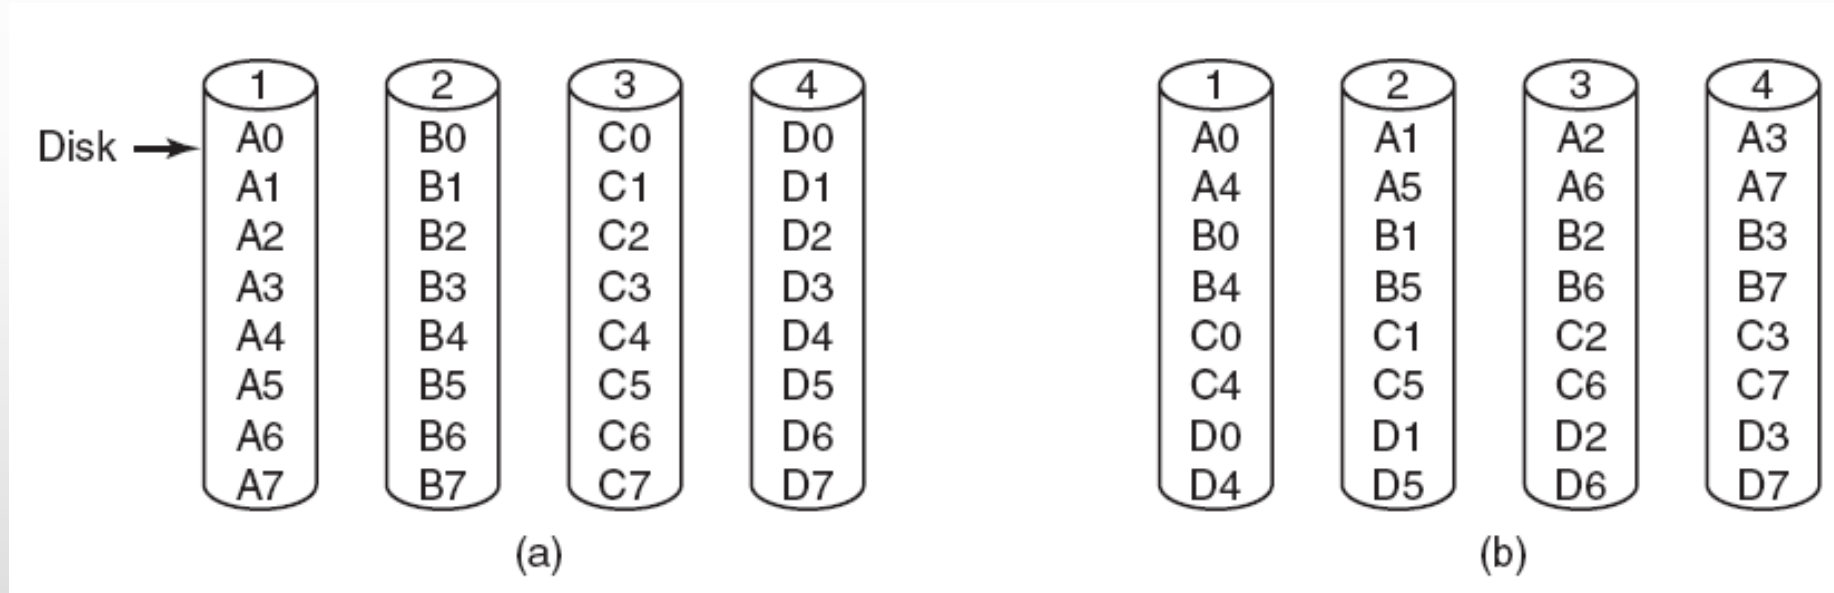 1 2 3 4 1 2 3 4
Disk A0 B0 C0 D0 A0 A1 A2 A3
A1 B1 C1 D1 A4 A5 A6 A7
A2 B2 C2 D2 B0 B1 B2 B3
A3 B3 C3 D3 B4 B5 B6 B7
A4 B4 C4 D4 C0 C1 C2 C3
A5 B5 C5 D5 C4 C5 C6 C7
A6 B6 C6 D6 D0 D1 D2 D3
A7 B7 C7 D7 D4 D5 D6 D7
(a) (b)